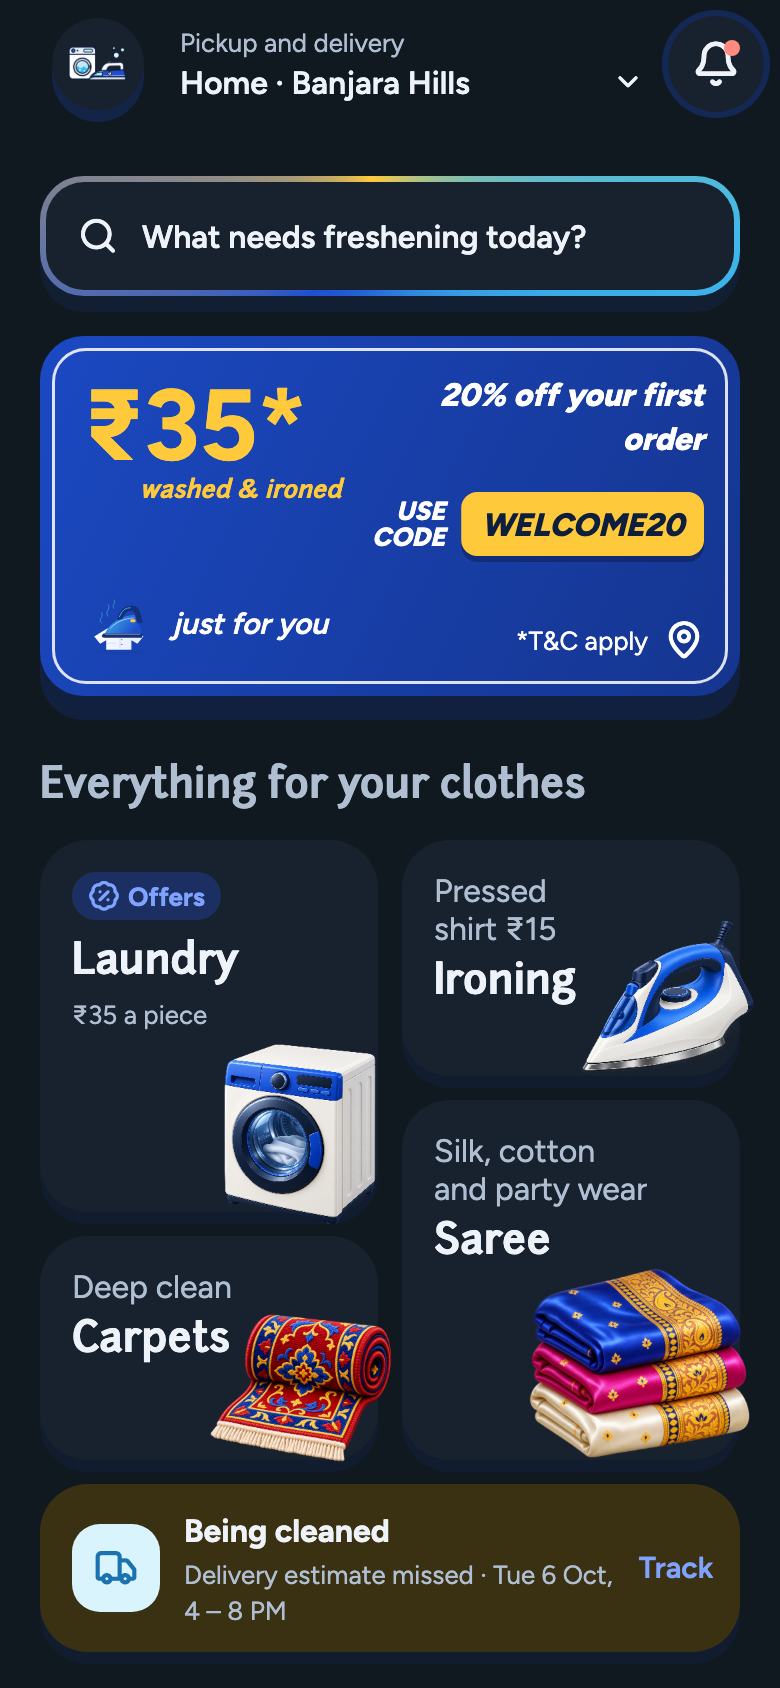 Pickup and delivery
Home · Banjara Hills
What needs freshening today?
₹35*
washed & ironed
just for you
20% off your first
order
USE
CODE
WELCOME20
*T&C apply
Everything for your clothes
Offers
Laundry
₹35 a piece
Pressed
shirt ₹15
Ironing
Silk, cotton
and party wear
Saree
Deep clean
Carpets
Being cleaned
Delivery estimate missed · Tue 6 Oct,
4 – 8 PM
Track